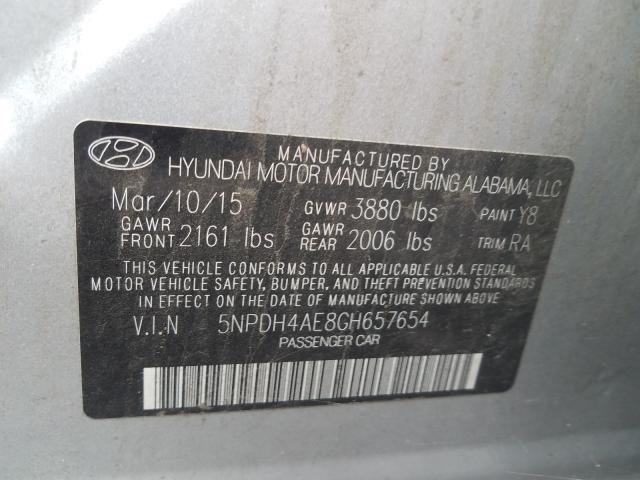 MANUFACTURED BY
HYUNDAI MOTOR MANUFACTURING ALABAMA, LLC
Mar/10/15 GVWR 3880 lbs PAINT Y8
GAWR FRONT 2161 lbs GAWR REAR 2006 lbs TRIM RA
THIS VEHICLE CONFORMS TO ALL APPLICABLE U.S.A. FEDERAL
MOTOR VEHICLE SAFETY, BUMPER, AND THEFT PREVENTION STANDARDS
IN EFFECT ON THE DATE OF MANUFACTURE SHOWN ABOVE.
V.I.N 5NPDH4AE8GH657654
PASSENGER CAR